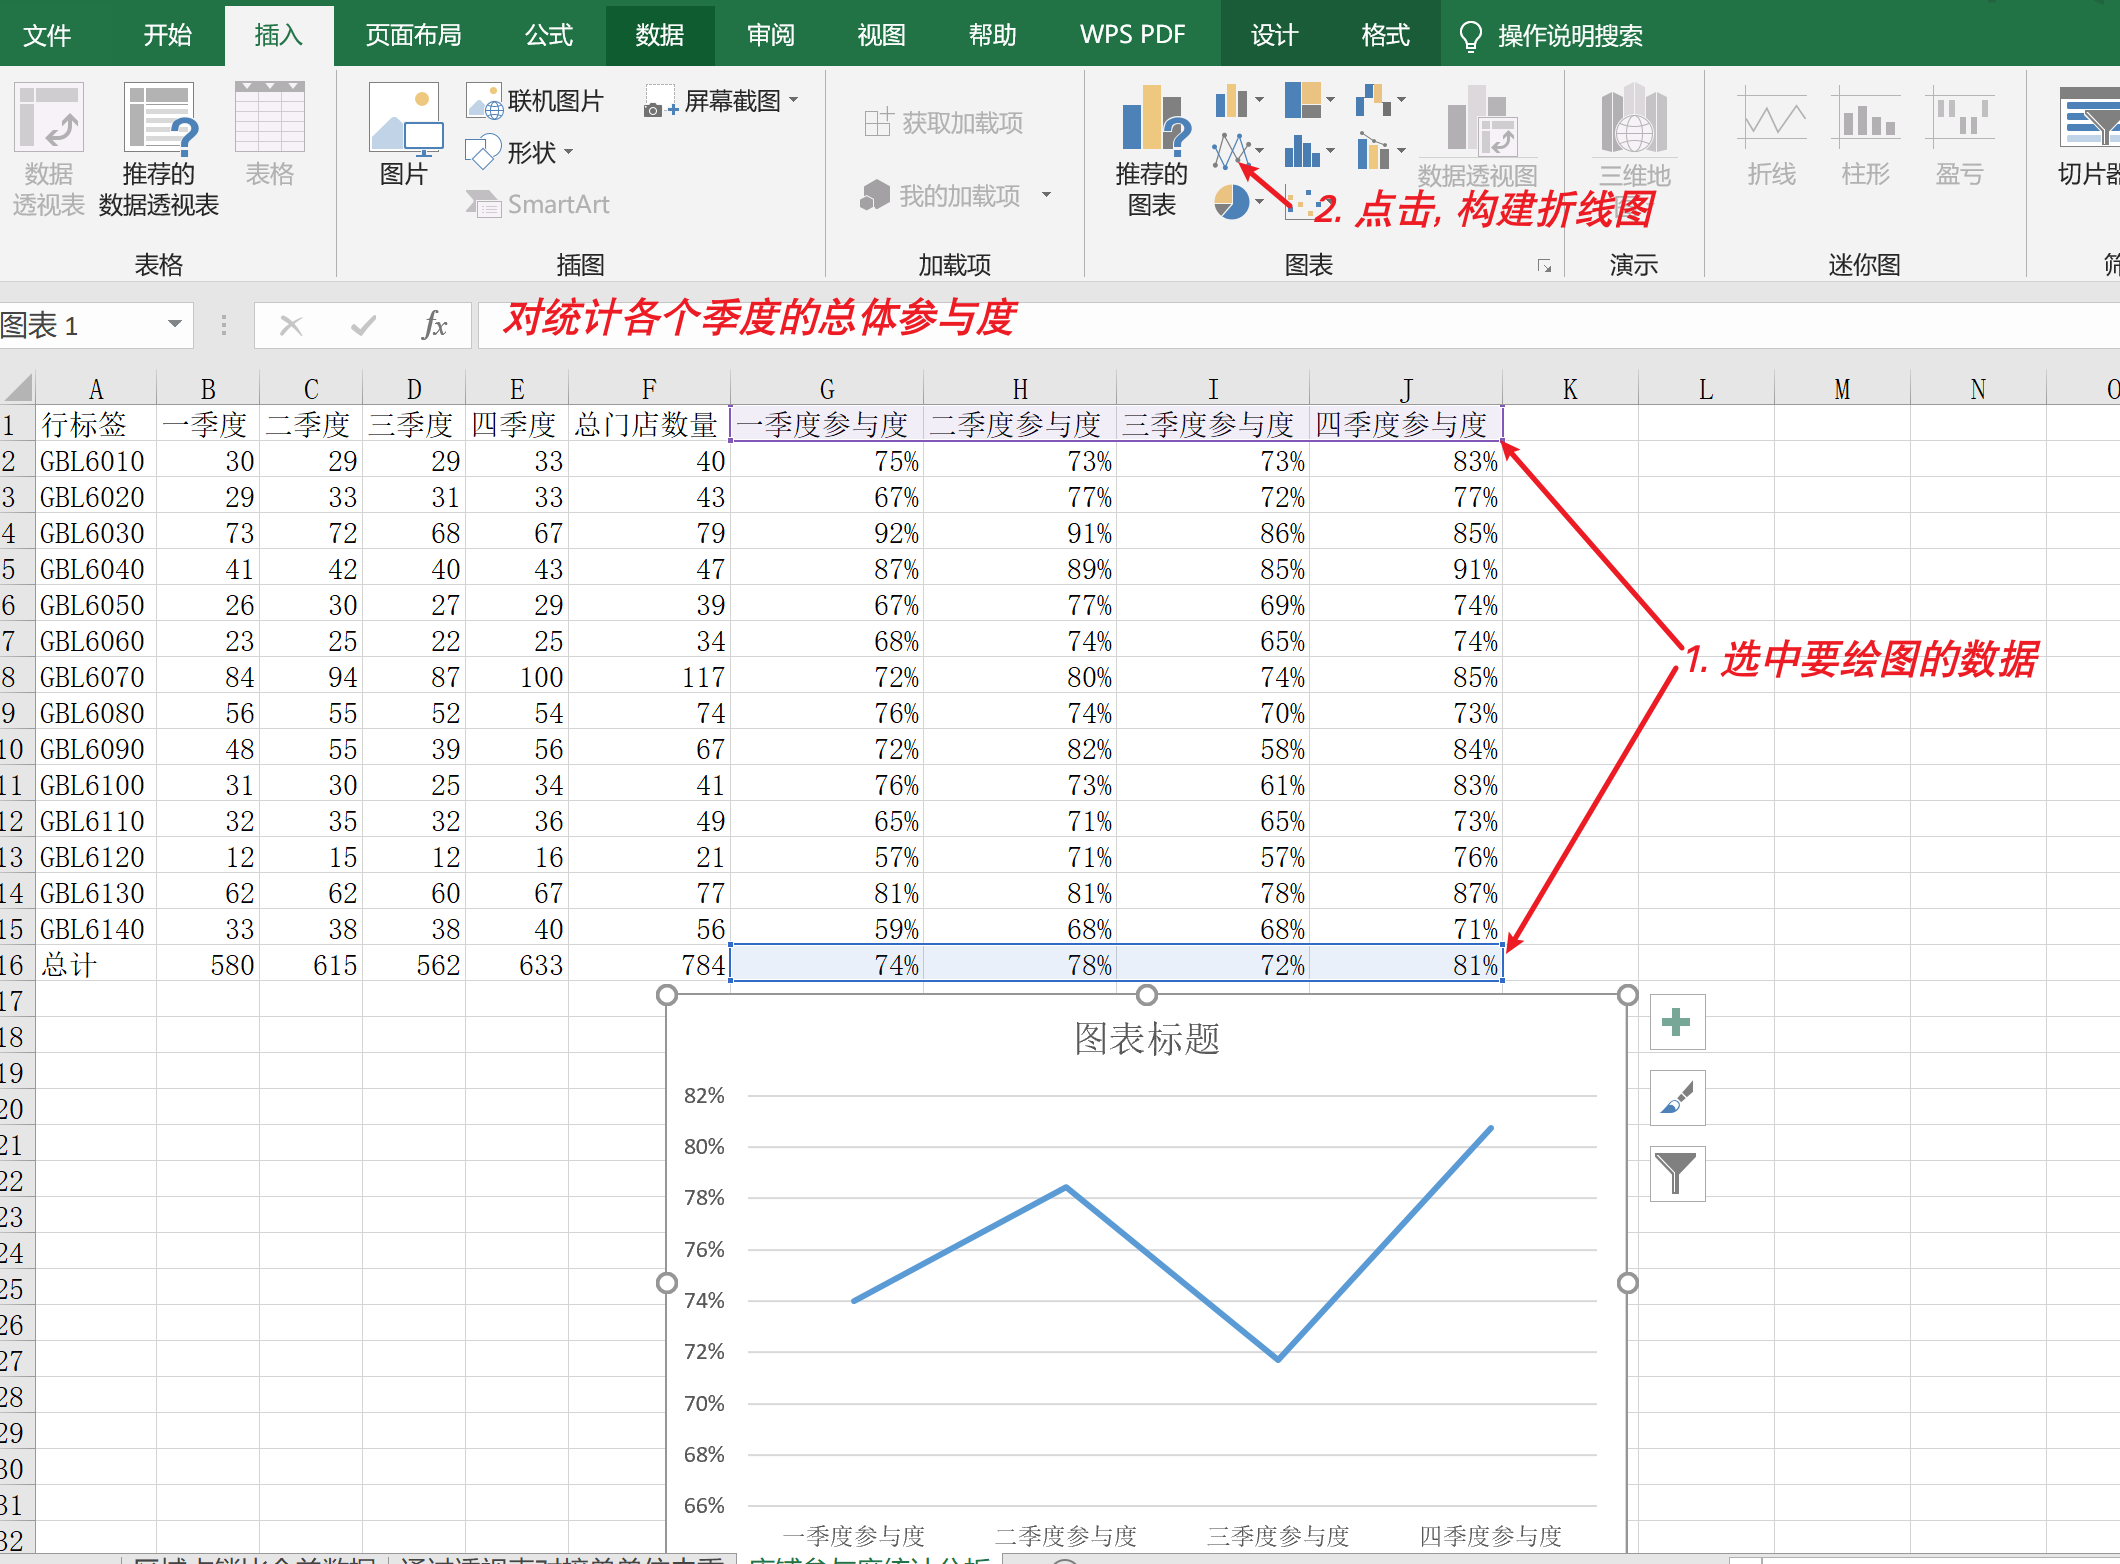 文件 开始 插入 页面布局 公式 数据 审阅 视图 帮助 WPS PDF 设计 格式 操作说明搜索
数据透视表 推荐的数据透视表 表格 图片 联机图片 形状 SmartArt 屏幕截图 获取加载项 我的加载项 推荐的图表 数据透视图 三维地图 折线 柱形 盈亏 切片器
2. 点击, 构建折线图
表格 插图 加载项 图表 演示 迷你图
图表 1 fx 对统计各个季度的总体参与度
A B C D E F G H I J K L M N O
1 行标签 一季度 二季度 三季度 四季度 总门店数量 一季度参与度 二季度参与度 三季度参与度 四季度参与度
2 GBL6010 30 29 29 33 40 75% 73% 73% 83%
3 GBL6020 29 33 31 33 43 67% 77% 72% 77%
4 GBL6030 73 72 68 67 79 92% 91% 86% 85%
5 GBL6040 41 42 40 43 47 87% 89% 85% 91%
6 GBL6050 26 30 27 29 39 67% 77% 69% 74%
7 GBL6060 23 25 22 25 34 68% 74% 65% 74%
1. 选中要绘图的数据
8 GBL6070 84 94 87 100 117 72% 80% 74% 85%
9 GBL6080 56 55 52 54 74 76% 74% 70% 73%
10 GBL6090 48 55 39 56 67 72% 82% 58% 84%
11 GBL6100 31 30 25 34 41 76% 73% 61% 83%
12 GBL6110 32 35 32 36 49 65% 71% 65% 73%
13 GBL6120 12 15 12 16 21 57% 71% 57% 76%
14 GBL6130 62 62 60 67 77 81% 81% 78% 87%
15 GBL6140 33 38 38 40 56 59% 68% 68% 71%
16 总计 580 615 562 633 784 74% 78% 72% 81%
17
18
19
20
21
22
23
24
25
26
27
28
29
30
31
32
图表标题
82%
80%
78%
76%
74%
72%
70%
68%
66%
一季度参与度 二季度参与度 三季度参与度 四季度参与度